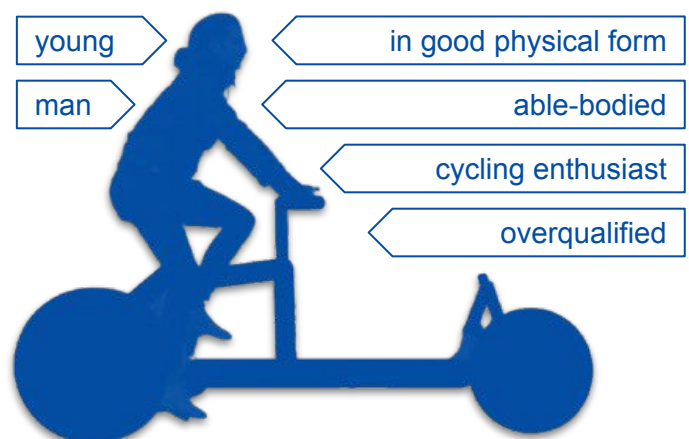 young
in good physical form
man
able-bodied
cycling enthusiast
overqualified